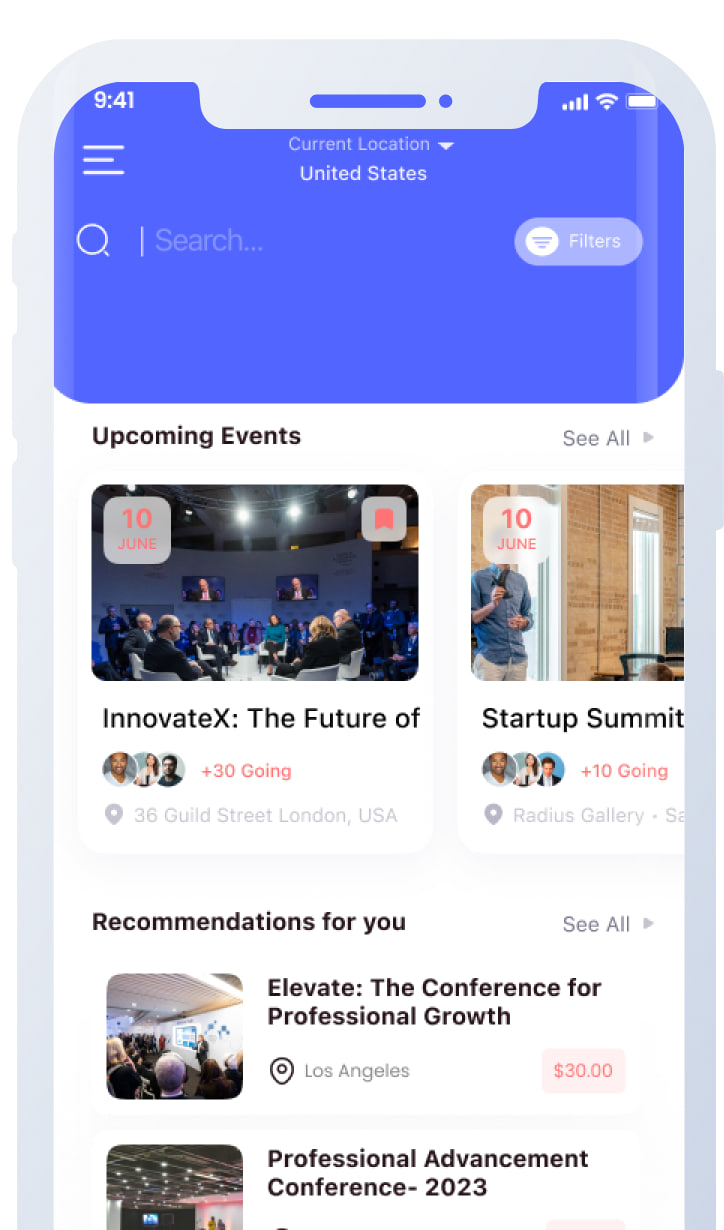 9:41
Current Location
United States
Search...
Filters
Upcoming Events
See All
10
JUNE
InnovateX: The Future of
+30 Going
36 Guild Street London, USA
10
JUNE
Startup Summit
+10 Going
Radius Gallery • Sa
Recommendations for you
See All
Elevate: The Conference for
Professional Growth
Los Angeles
$30.00
Professional Advancement
Conference- 2023